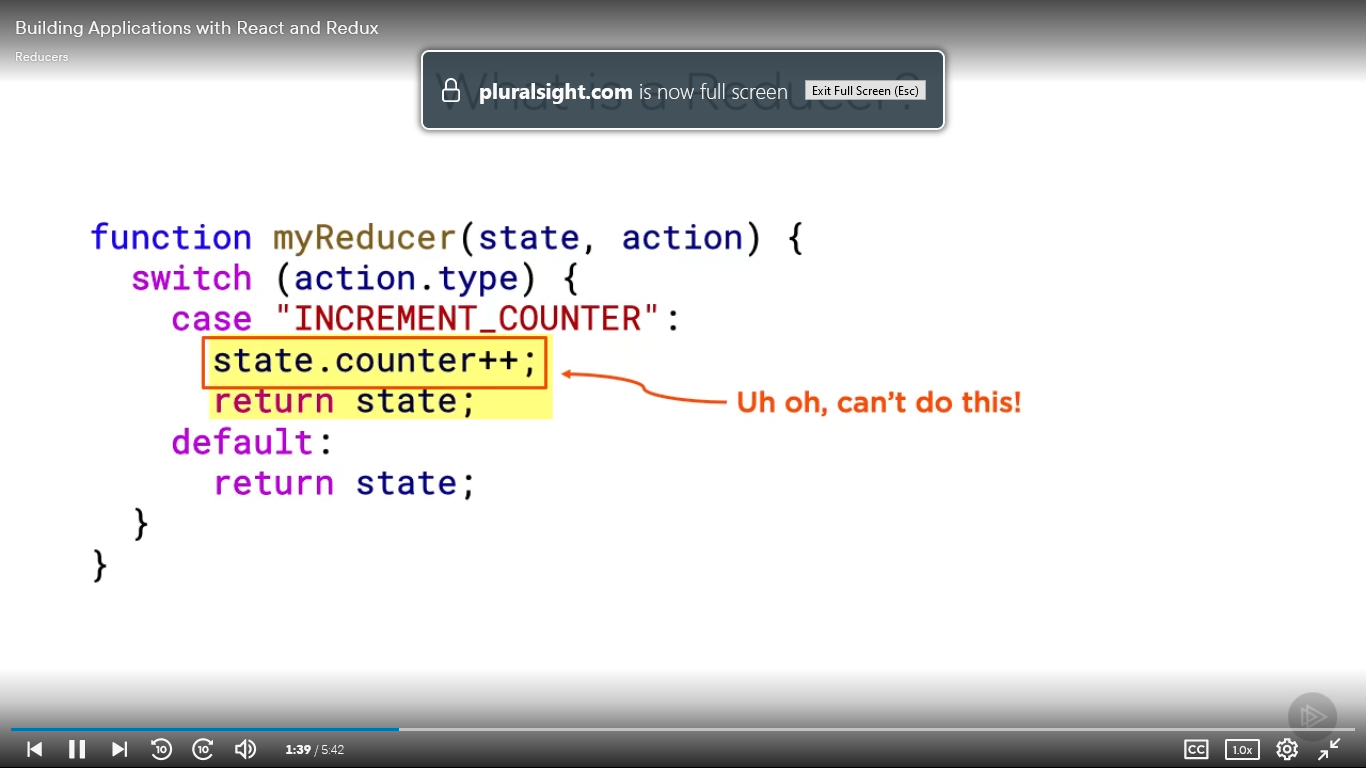 Building Applications with React and Redux
Reducers
What is a Reducer?
pluralsight.com is now full screen Exit Full Screen (Esc)
function myReducer(state, action) {
switch (action.type) {
case "INCREMENT_COUNTER":
state.counter++;
return state;
Uh oh, can't do this!
default:
return state;
}
}
10 10 1:39 / 5:42 CC 1.0x